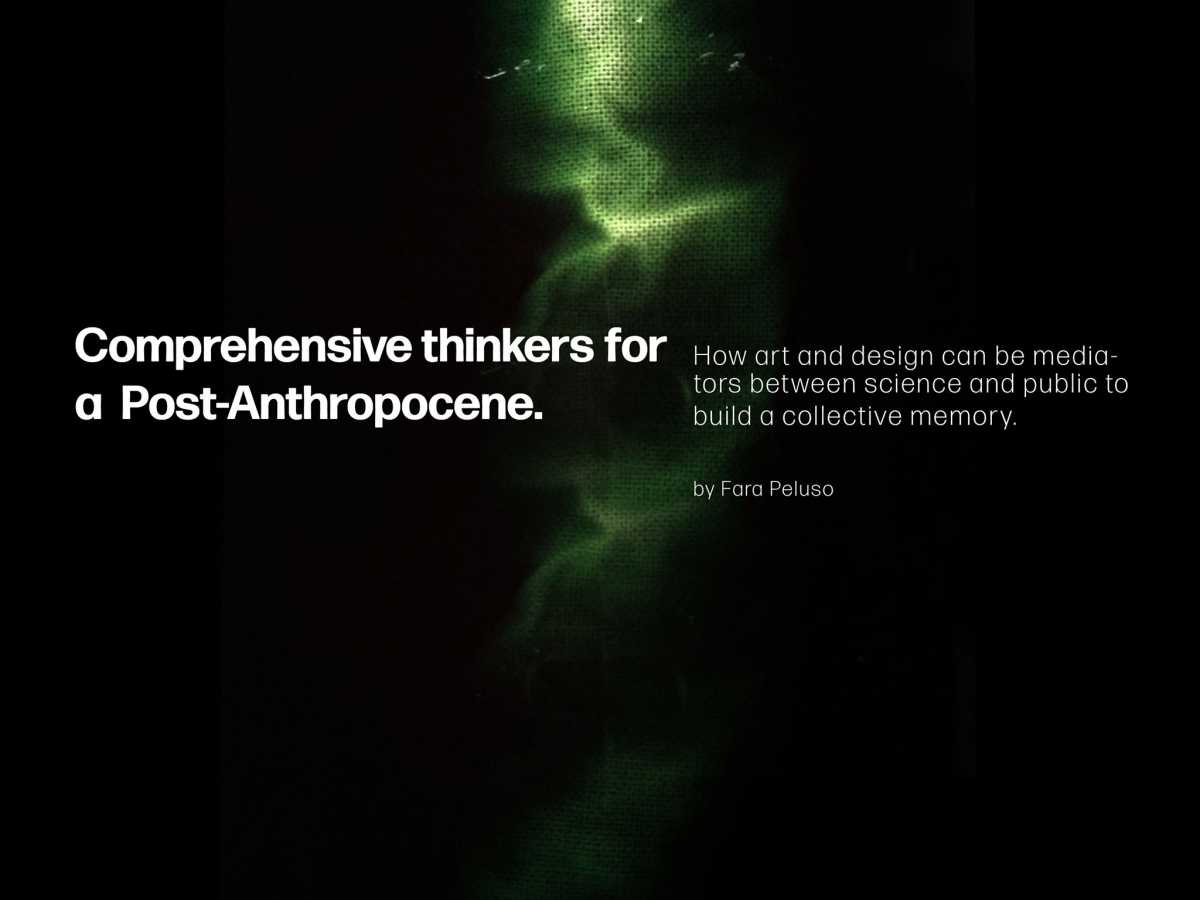 Comprehensive thinkers for
a Post-Anthropocene.
How art and design can be media-
tors between science and public to
build a collective memory.
by Fara Peluso